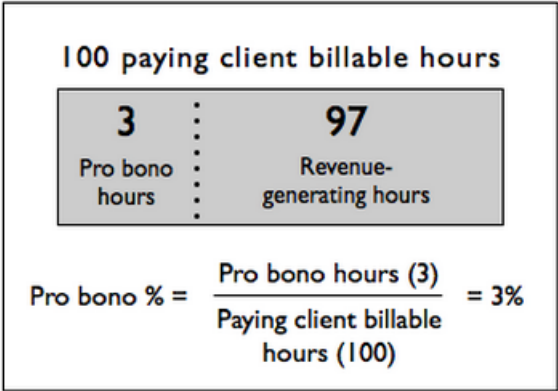 100 paying client billable hours
3
Pro bono
hours
97
Revenue-
generating hours
Pro bono % =
Pro bono hours (3)
Paying client billable
hours (100)
= 3%